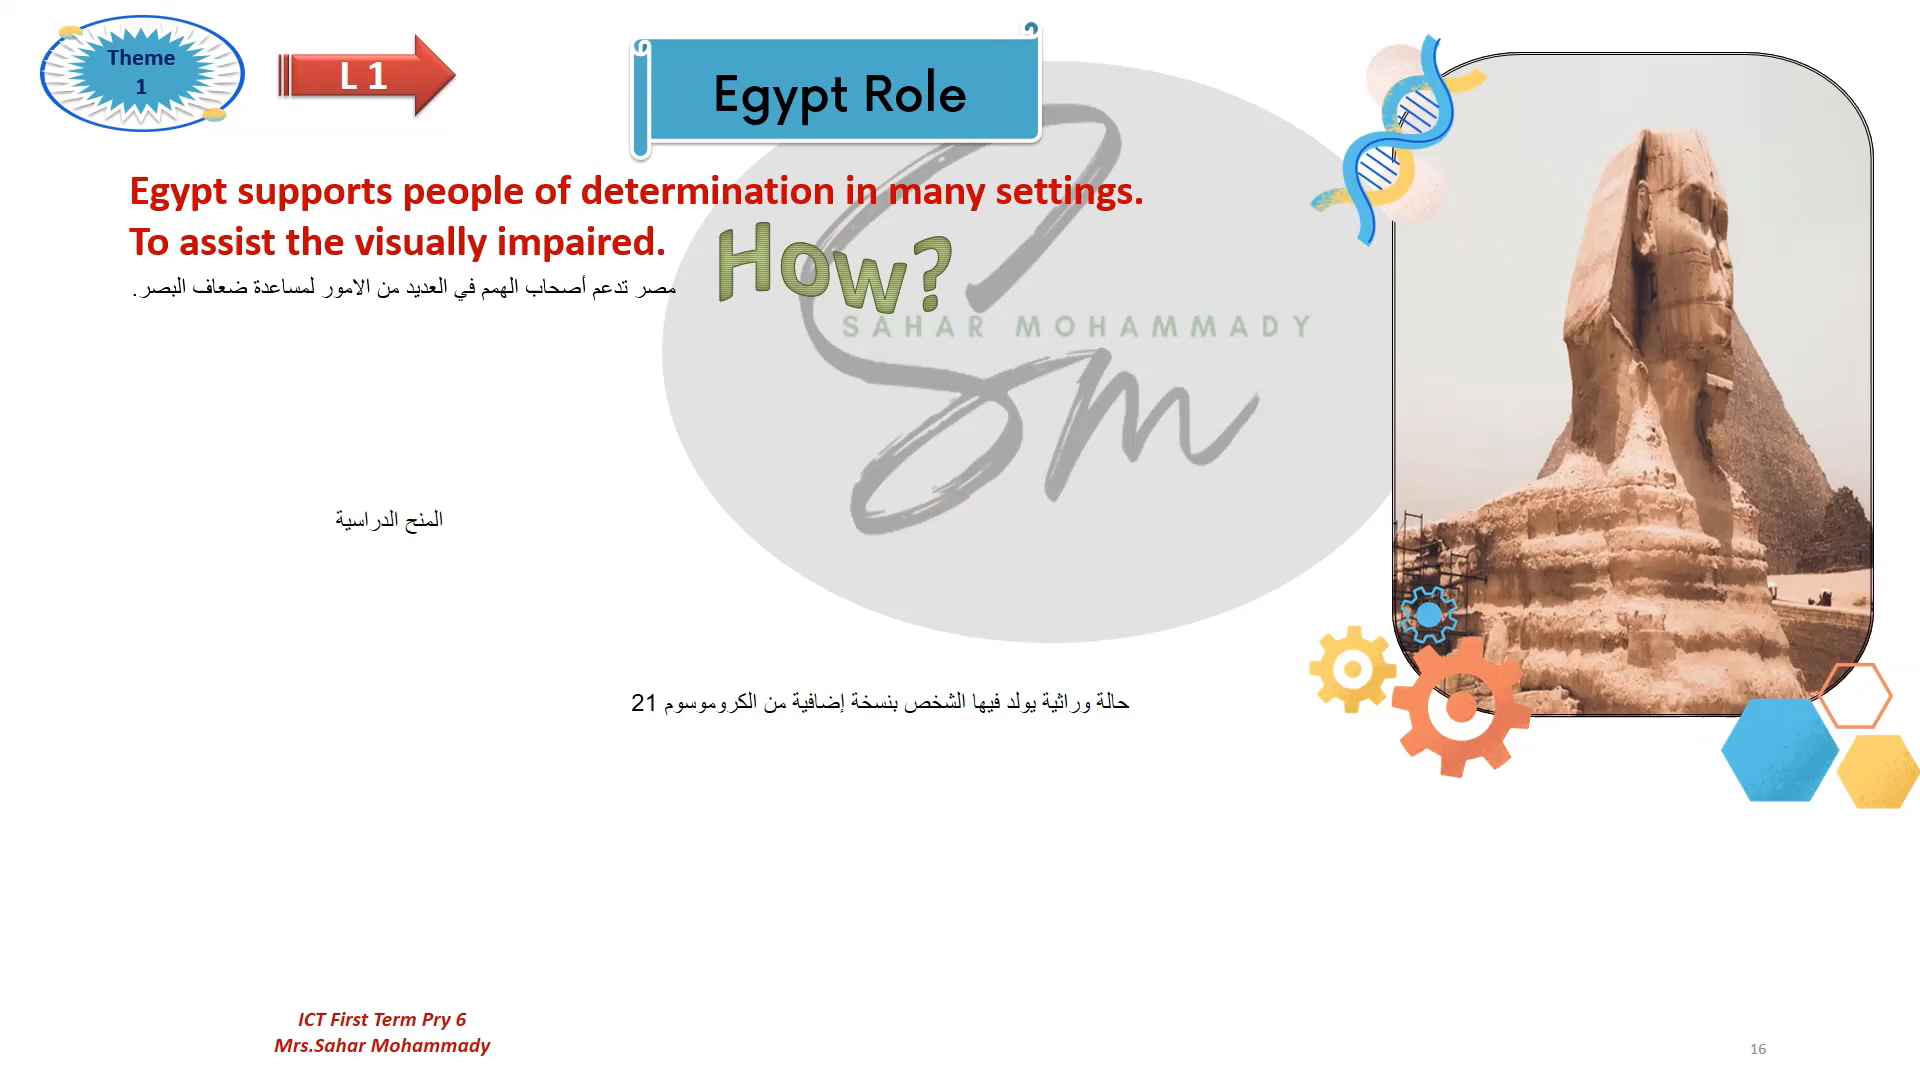 Theme
1
L 1
Egypt Role
Egypt supports people of determination in many settings.
To assist the visually impaired.
How?
مصر تدعم أصحاب الهمم في العديد من الامور لمساعدة ضعاف البصر.
SAHAR MOHAMMADY
Sm
المنح الدراسية
حالة وراثية يولد فيها الشخص بنسخة إضافية من الكروموسوم 21
ICT First Term Pry 6
Mrs.Sahar Mohammady
16